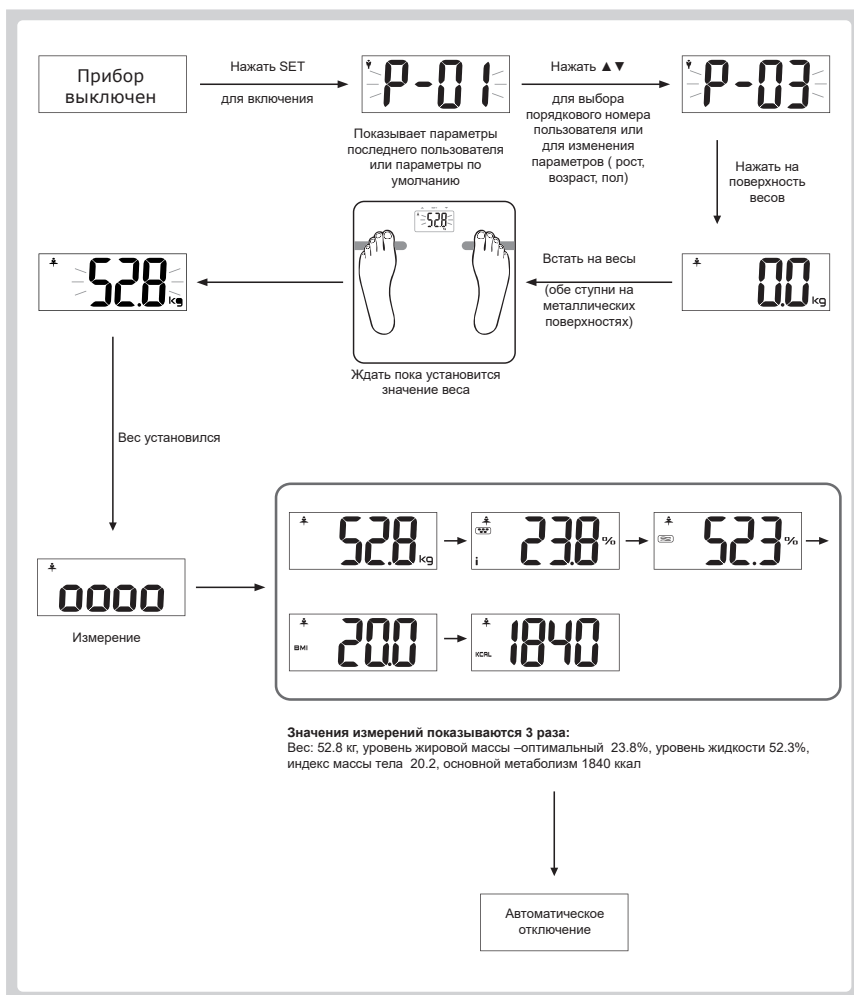 Прибор
выключен
Нажать SET
для включения
P-01
Показывает параметры
последнего пользователя
или параметры по
умолчанию
Нажать ▲▼
для выбора
порядкового номера
пользователя или
для изменения
параметров ( рост,
возраст, пол)
P-03
Нажать на
поверхность
весов
0.0 kg
Встать на весы
(обе ступни на
металлических
поверхностях)
52.8
Ждать пока установится
значение веса
52.8 kg
Вес установился
oooo
Измерение
52.8 kg
i 23.8 %
52.3 %
BMI 20.0
KCAL 1840
Значения измерений показываются 3 раза:
Вес: 52.8 кг, уровень жировой массы –оптимальный 23.8%, уровень жидкости 52.3%,
индекс массы тела 20.2, основной метаболизм 1840 ккал
Автоматическое
отключение